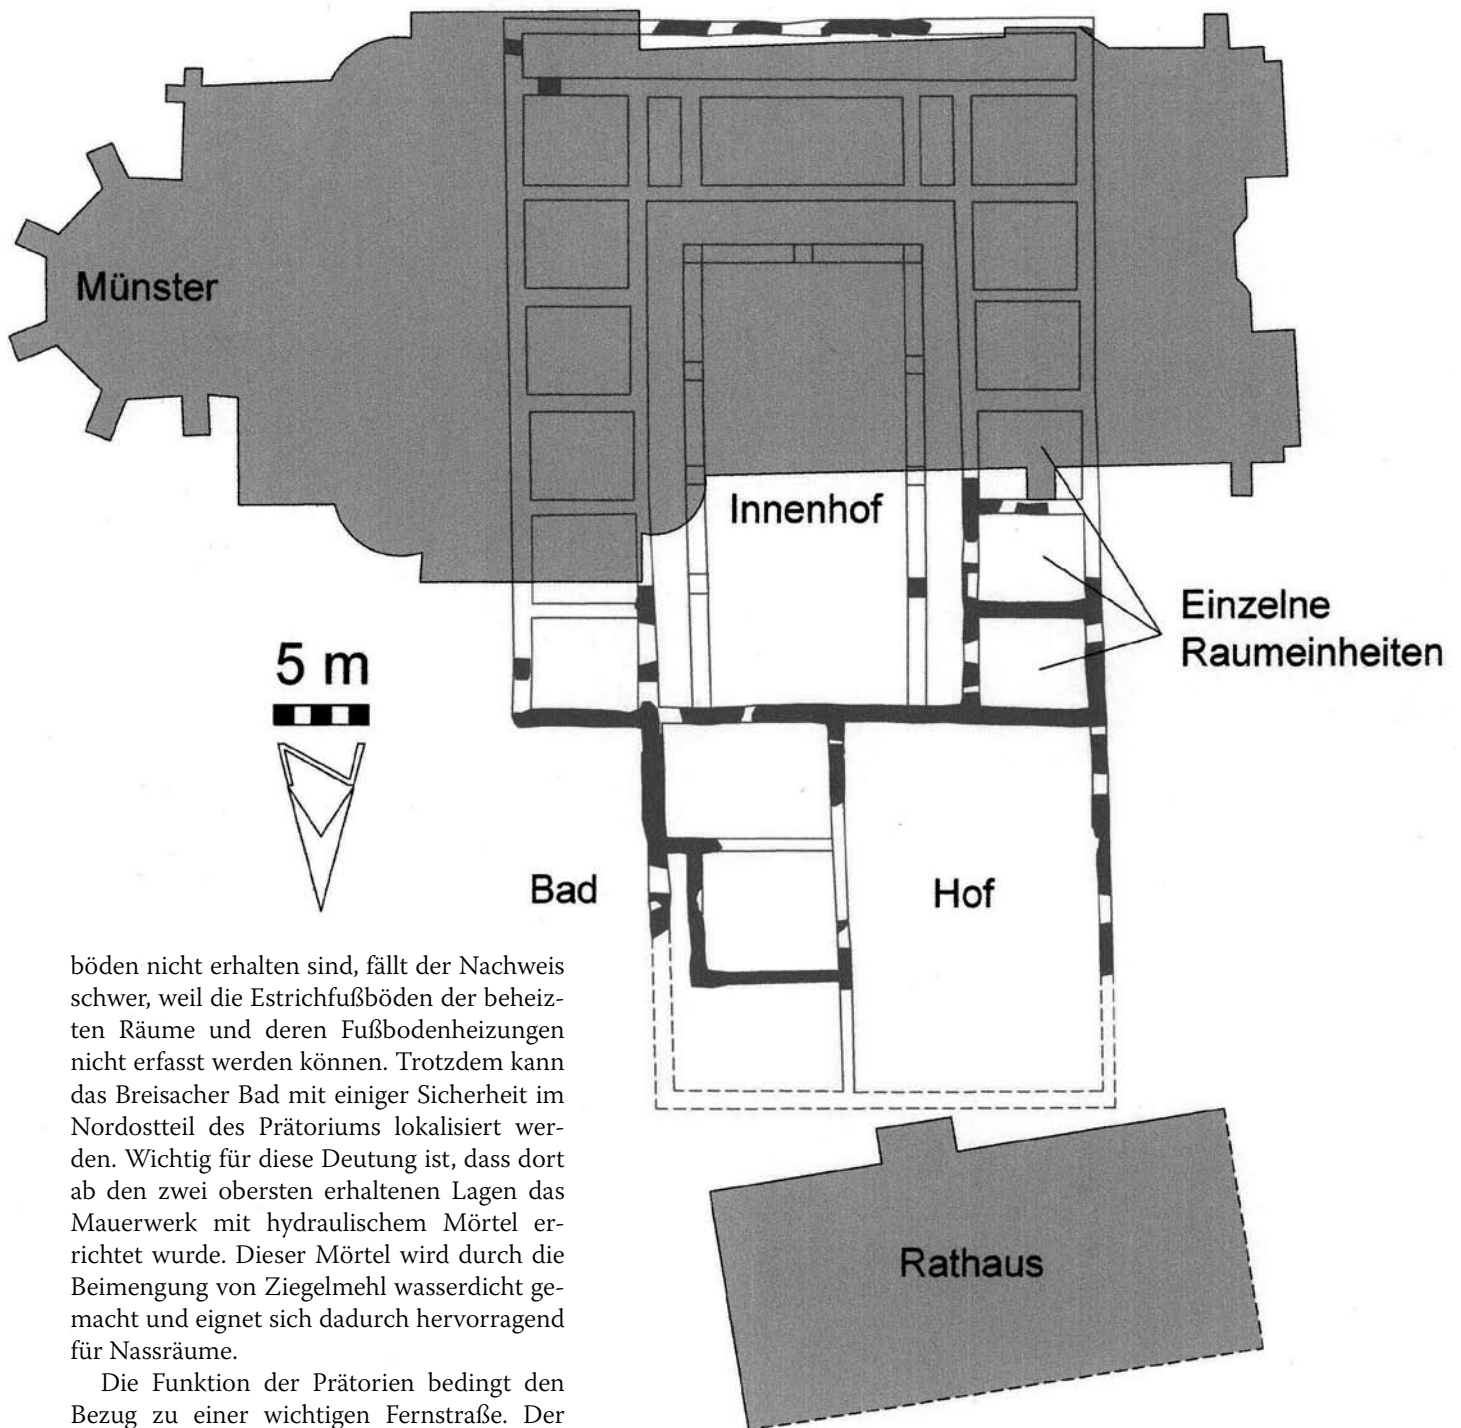 Münster
Innenhof
Einzelne
Raumeinheiten
5 m
N
Bad
Hof
Rathaus
böden nicht erhalten sind, fällt der Nachweis
schwer, weil die Estrichfußböden der beheiz-
ten Räume und deren Fußbodenheizungen
nicht erfasst werden können. Trotzdem kann
das Breisacher Bad mit einiger Sicherheit im
Nordostteil des Prätoriums lokalisiert wer-
den. Wichtig für diese Deutung ist, dass dort
ab den zwei obersten erhaltenen Lagen das
Mauerwerk mit hydraulischem Mörtel er-
richtet wurde. Dieser Mörtel wird durch die
Beimengung von Ziegelmehl wasserdicht ge-
macht und eignet sich dadurch hervorragend
für Nassräume.
Die Funktion der Prätorien bedingt den
Bezug zu einer wichtigen Fernstraße. Der